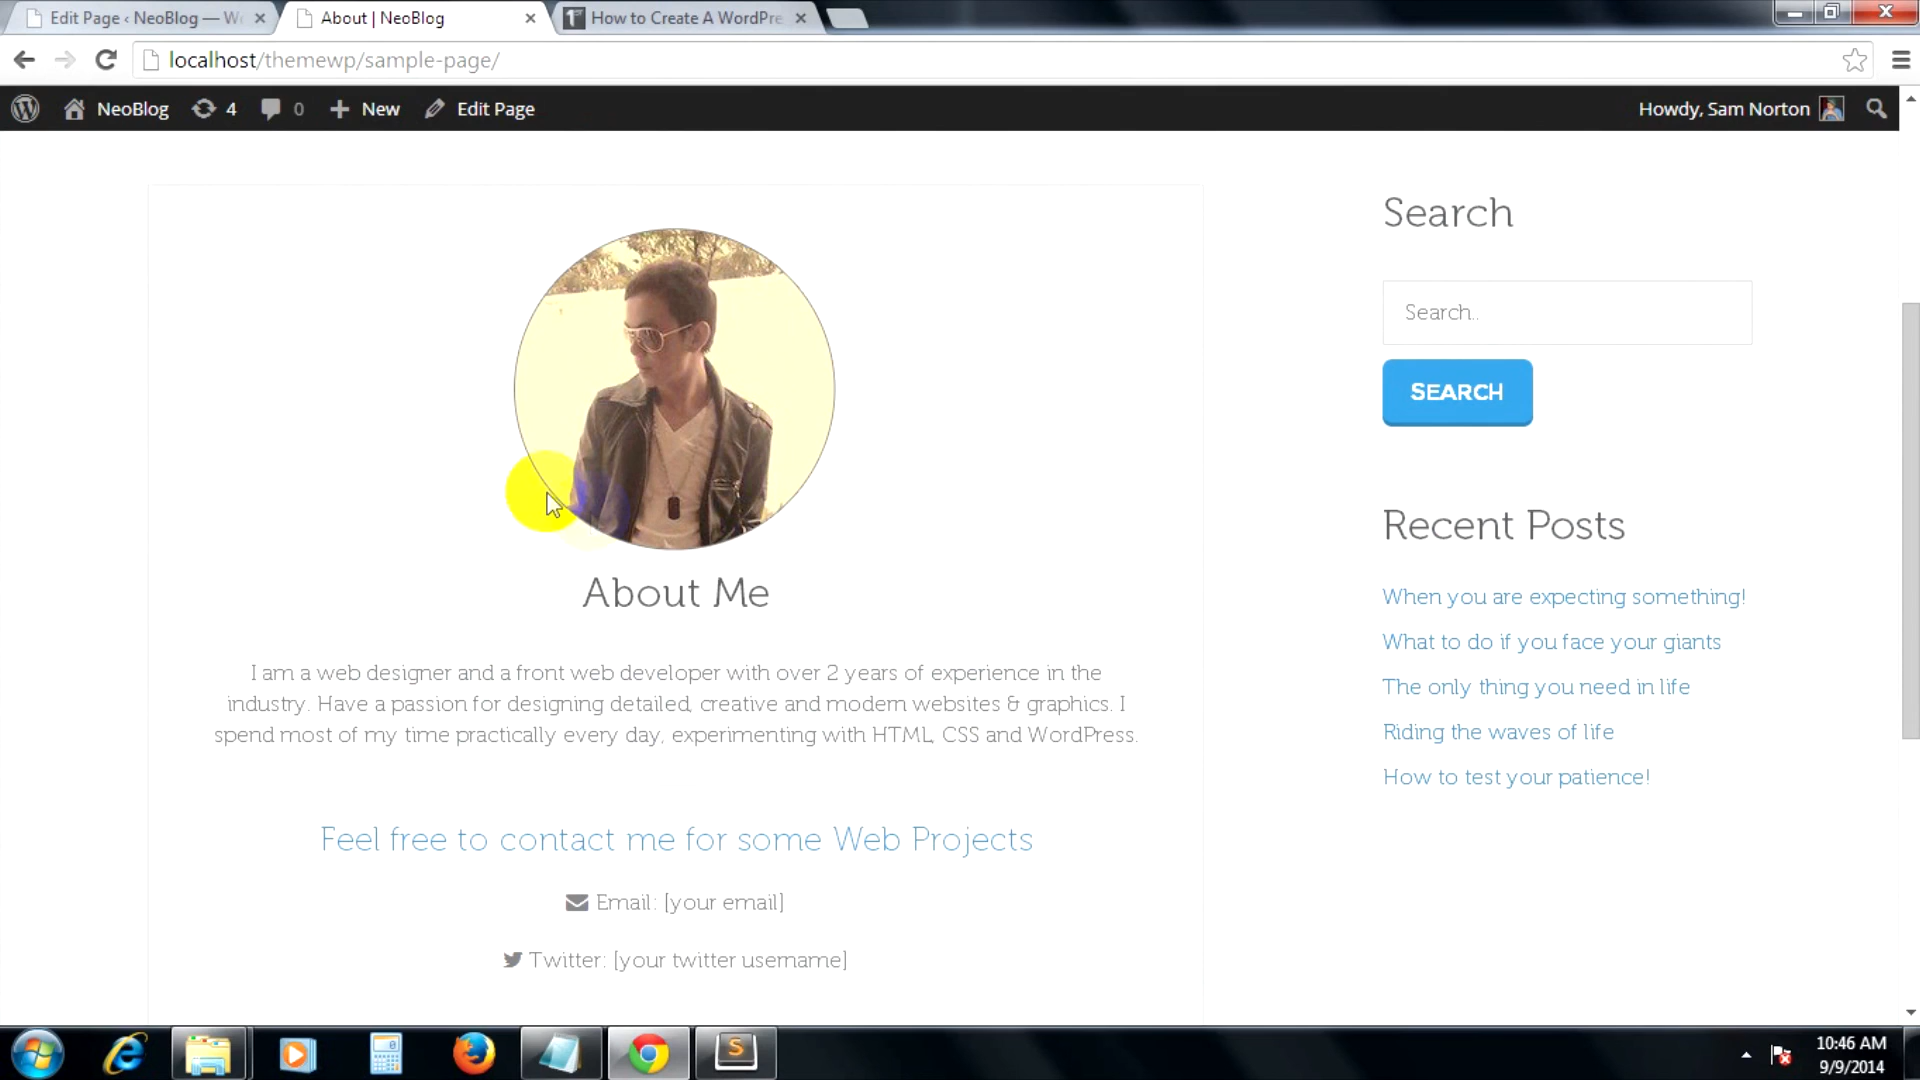 Edit Page ‹ NeoBlog — W
About | NeoBlog
How to Create A WordPre
localhost/themewp/sample-page/
NeoBlog
4
0
New
Edit Page
Howdy, Sam Norton
Search
Search..
SEARCH
About Me
I am a web designer and a front web developer with over 2 years of experience in the
industry. Have a passion for designing detailed, creative and modern websites & graphics. I
spend most of my time practically every day, experimenting with HTML, CSS and WordPress.
Feel free to contact me for some Web Projects
Email: [your email]
Twitter: [your twitter username]
Recent Posts
When you are expecting something!
What to do if you face your giants
The only thing you need in life
Riding the waves of life
How to test your patience!
10:46 AM
9/9/2014